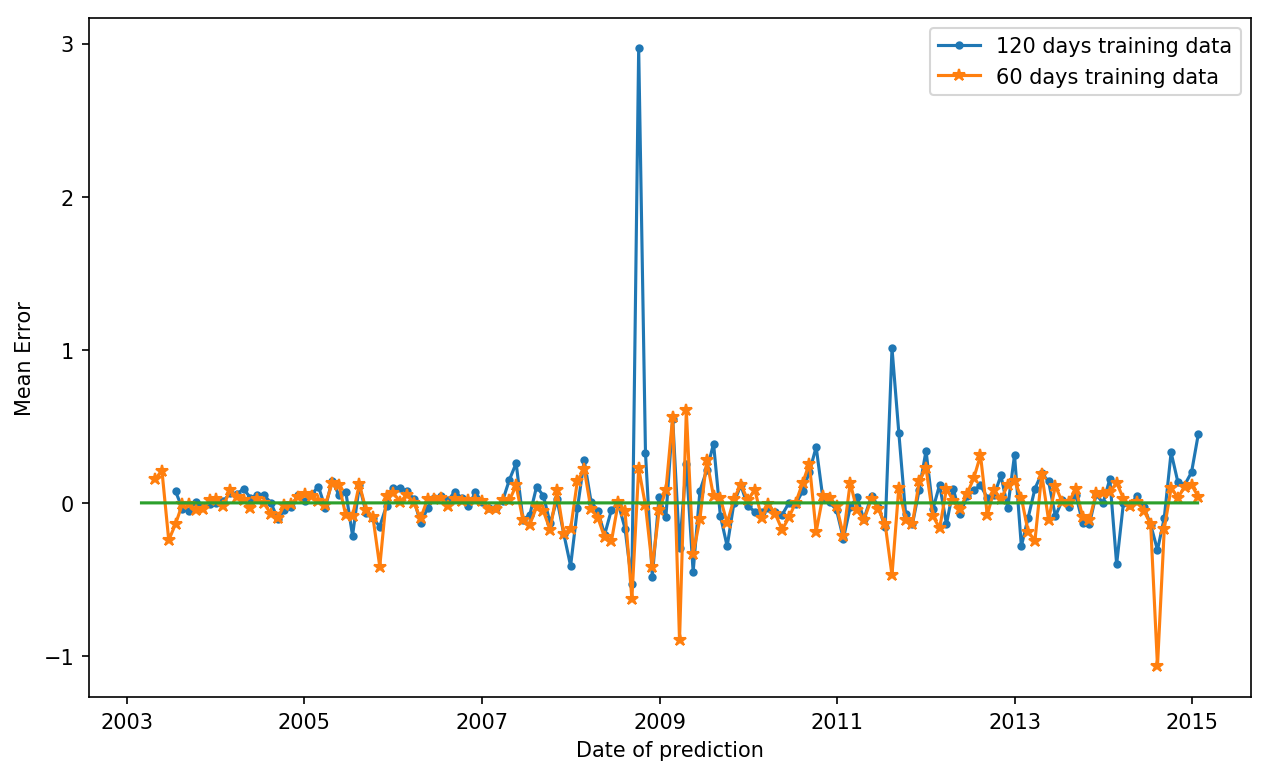 120 days training data
60 days training data
3
2
1
0
−1
Mean Error
2003 2005 2007 2009 2011 2013 2015
Date of prediction